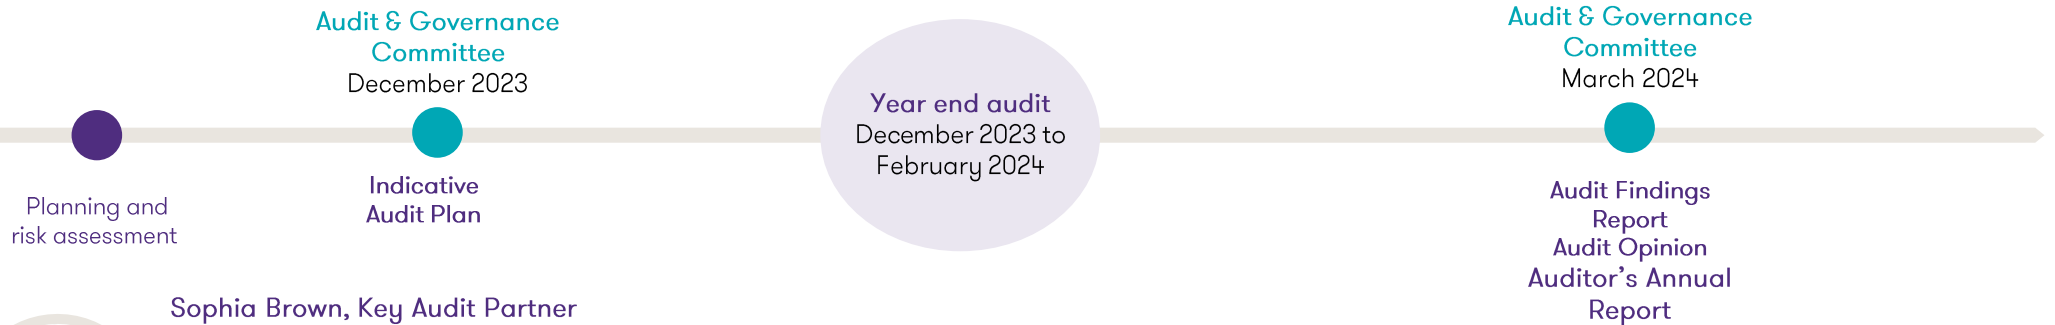 Planning and
risk assessment
Audit & Governance
Committee
December 2023
Indicative
Audit Plan
Year end audit
December 2023 to
February 2024
Audit & Governance
Committee
March 2024
Audit Findings
Report
Audit Opinion
Auditor’s Annual
Report
Sophia Brown, Key Audit Partner